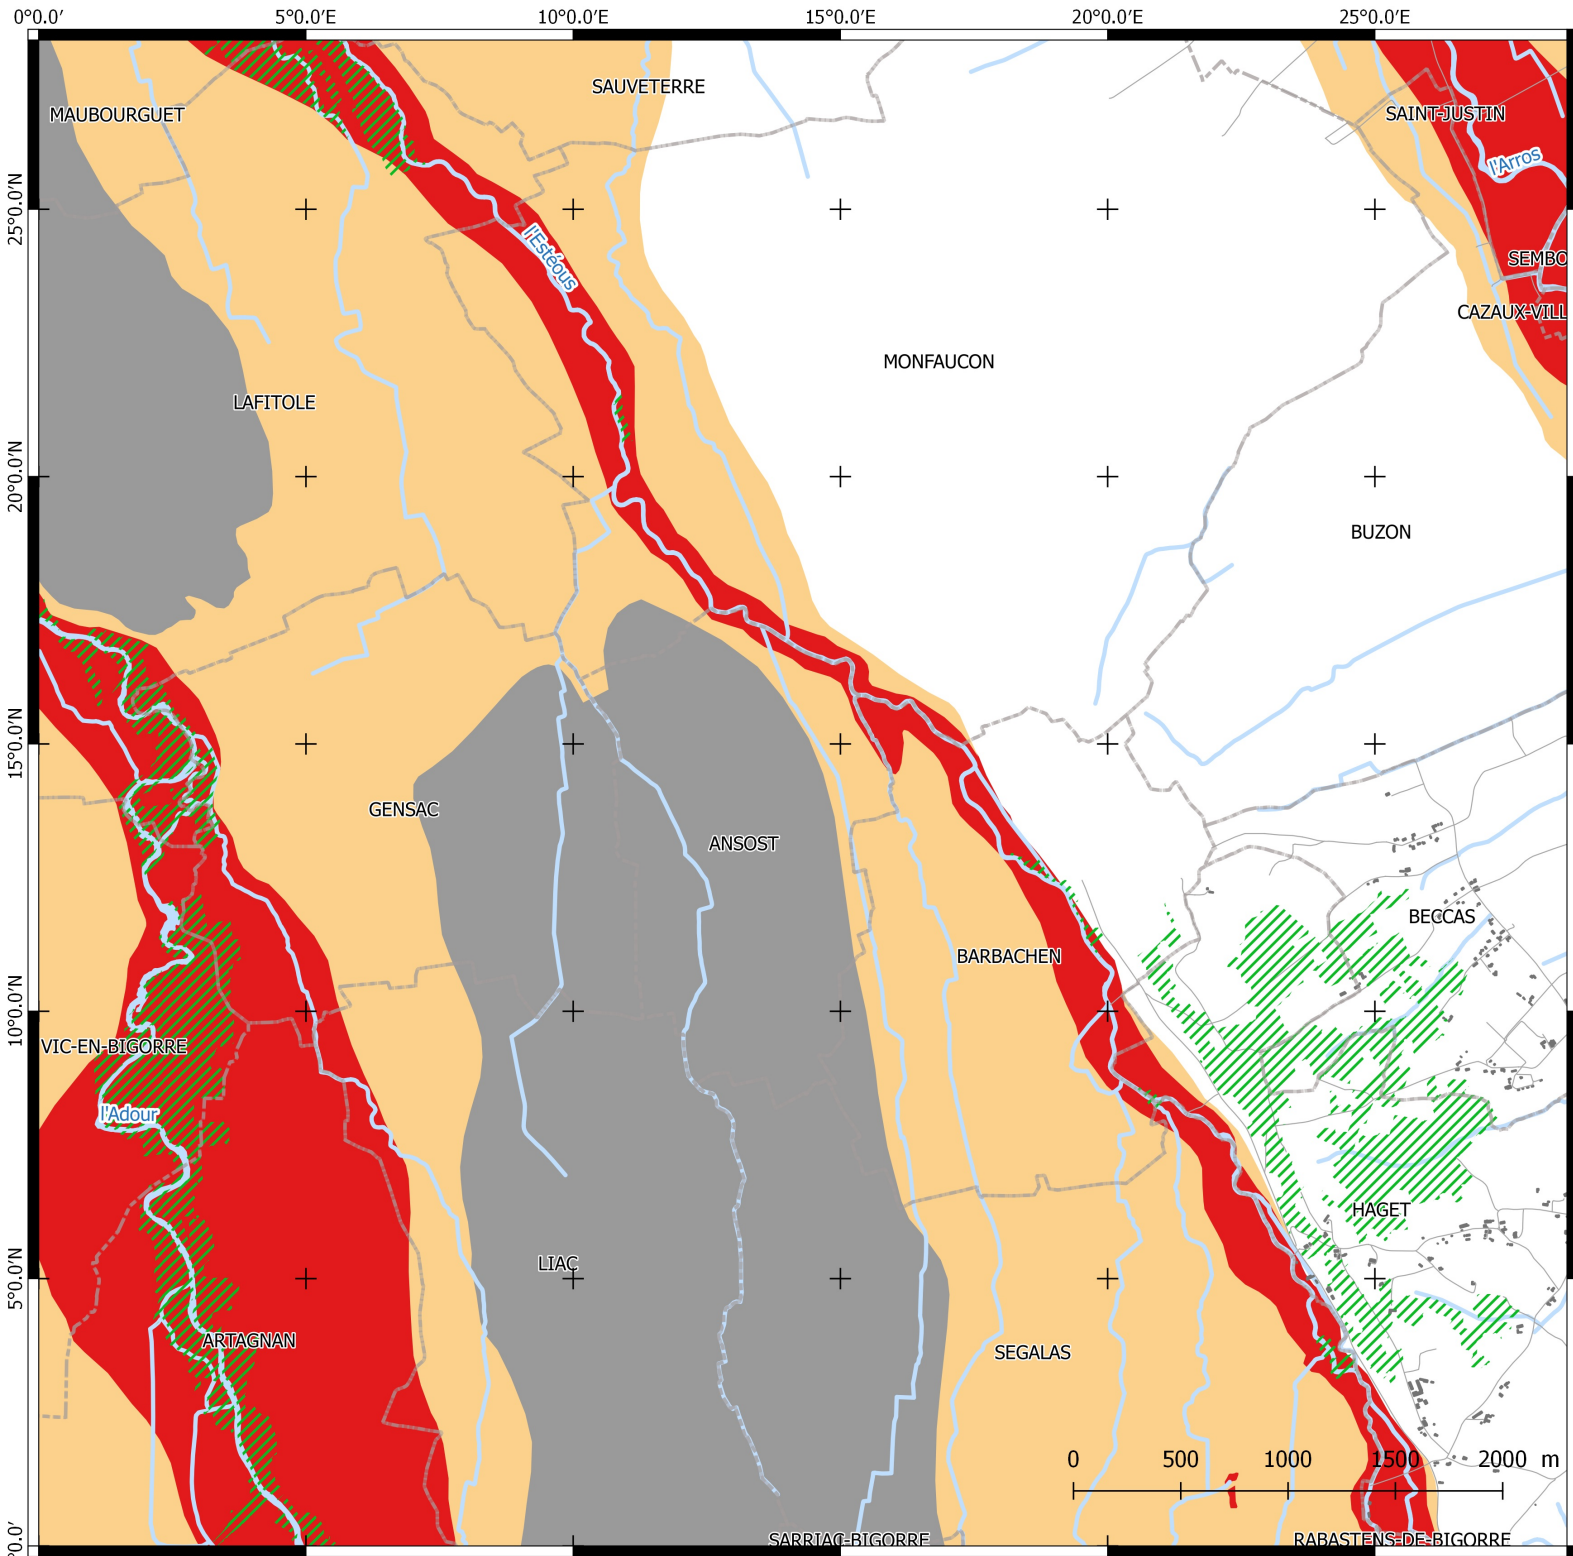 0°0.0′ 5°0.0′E 10°0.0′E 15°0.0′E 20°0.0′E 25°0.0′E
SAUVETERRE
MAUBOURGUET
SAINT-JUSTIN
l'Arros
25°0.0′N
l'Estéous
SEMBO
CAZAUX-VILL
MONFAUCON
LAFITOLE
20°0.0′N
BUZON
15°0.0′N
GENSAC
ANSOST
BECCAS
BARBACHEN
10°0.0′N
VIC-EN-BIGORRE
l'Adour
HAGET
LIAC
5°0.0′N
ARTAGNAN
SEGALAS
0 500 1000 1500 2000 m
°0.0′
SARRIAC-BIGORRE
RABASTENS-DE-BIGORRE